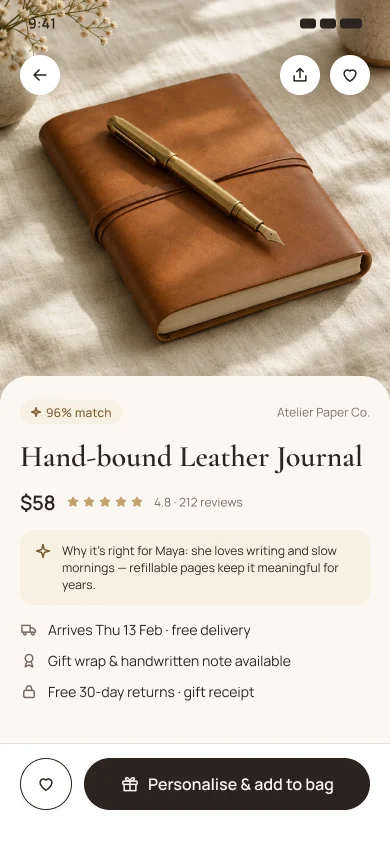 9:41
96% match
Atelier Paper Co.
Hand-bound Leather Journal
$58
4.8 · 212 reviews
Why it's right for Maya: she loves writing and slow
mornings — refillable pages keep it meaningful for
years.
Arrives Thu 13 Feb · free delivery
Gift wrap & handwritten note available
Free 30-day returns · gift receipt
Personalise & add to bag